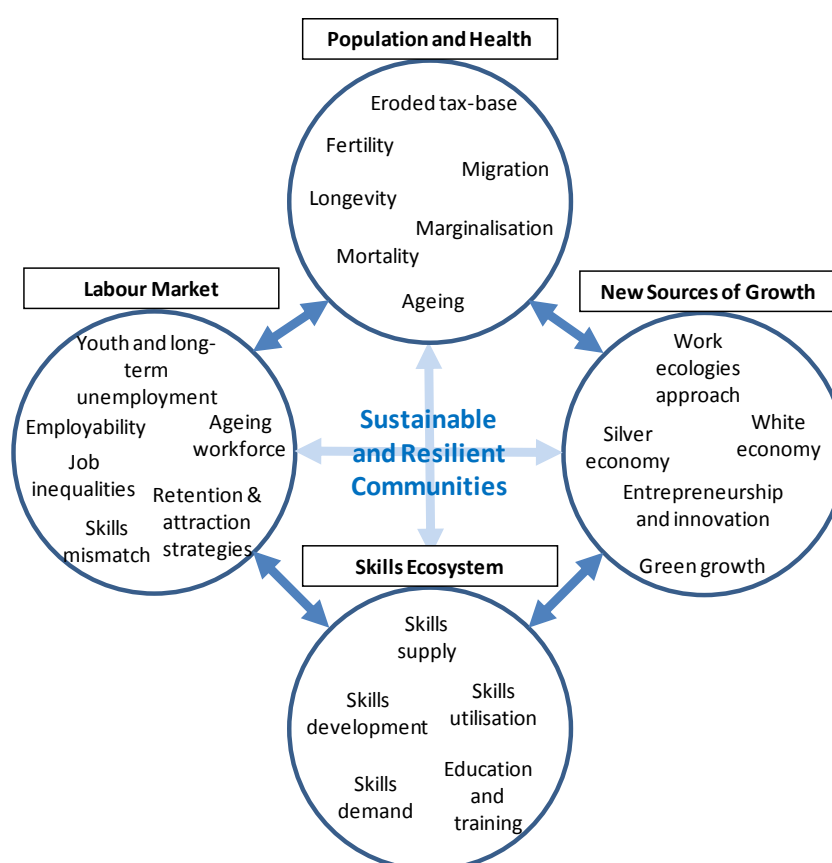 Population and Health
Eroded tax-base
Fertility
Migration
Longevity
Marginalisation
Mortality
Ageing
Labour Market
Youth and long-
term
unemployment
Employability
Ageing
workforce
Job
inequalities
Retention &
attraction
strategies
Skills
mismatch
Sustainable
and Resilient
Communities
New Sources of Growth
Work
ecologies
approach
White
economy
Silver
economy
Entrepreneurship
and innovation
Green growth
Skills Ecosystem
Skills
supply
Skills
development
Skills
utilisation
Skills
demand
Education
and
training